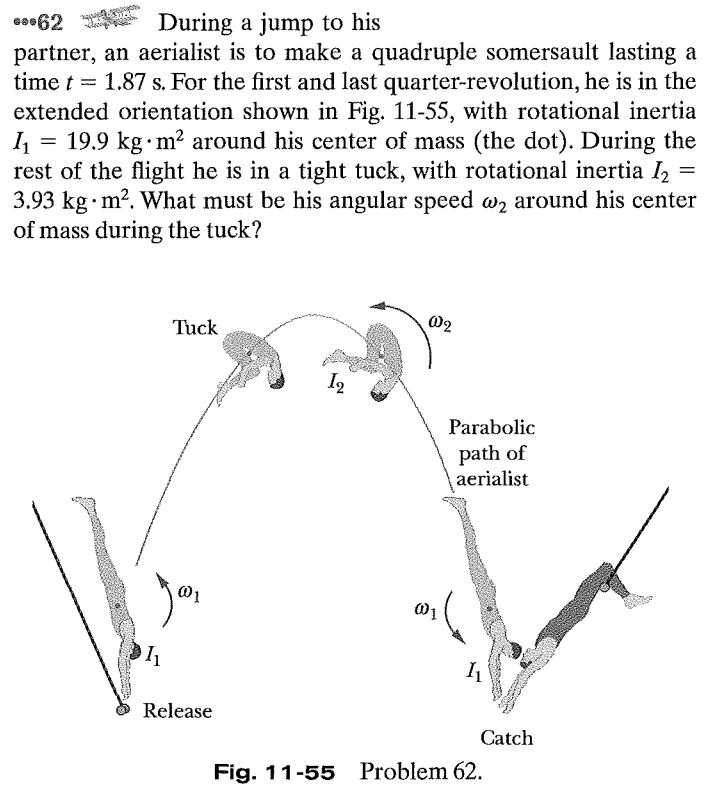 •••62 During a jump to his
partner, an aerialist is to make a quadruple somersault lasting a
time t = 1.87 s. For the first and last quarter-revolution, he is in the
extended orientation shown in Fig. 11-55, with rotational inertia
I₁ = 19.9 kg·m² around his center of mass (the dot). During the
rest of the flight he is in a tight tuck, with rotational inertia I₂ =
3.93 kg·m². What must be his angular speed ω₂ around his center
of mass during the tuck?
Tuck
ω₂
I₂
Parabolic
path of
aerialist
ω₁
I₁
Release
ω₁
I₁
Catch
Fig. 11-55 Problem 62.